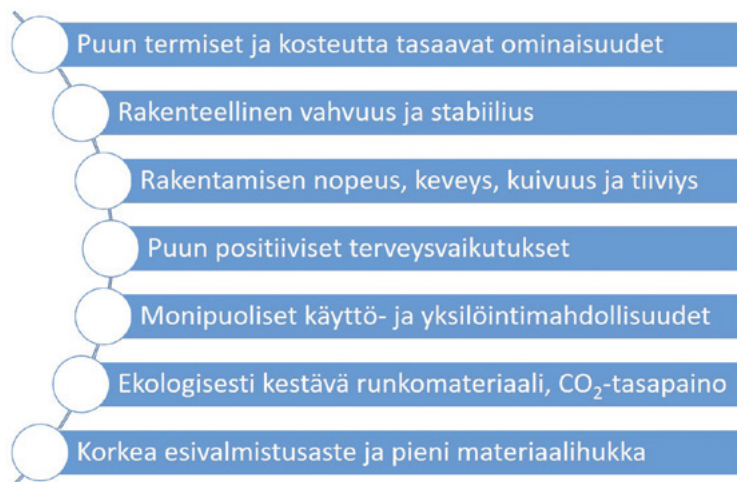 Puun termiset ja kosteutta tasaavat ominaisuudet
Rakenteellinen vahvuus ja stabiilius
Rakentamisen nopeus, keveys, kuivuus ja tiiviys
Puun positiiviset terveysvaikutukset
Monipuoliset käyttö- ja yksilöintimahdollisuudet
Ekologisesti kestävä runkomateriaali, CO₂-tasapaino
Korkea esivalmistusaste ja pieni materiaalihukka